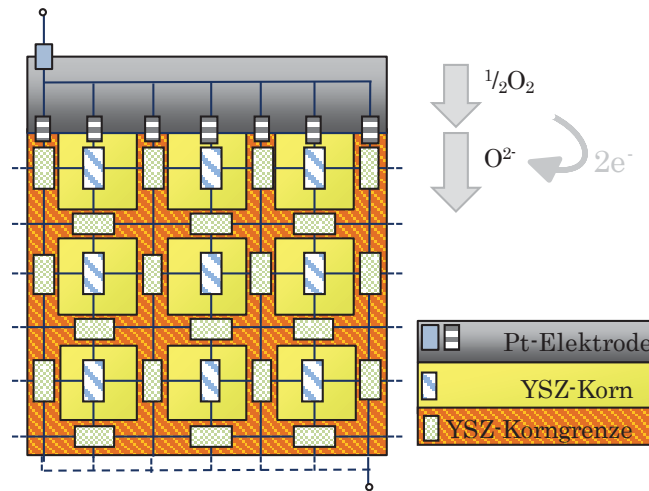 ½O₂
O²⁻
2e⁻
Pt-Elektrode
YSZ-Korn
YSZ-Korngrenze